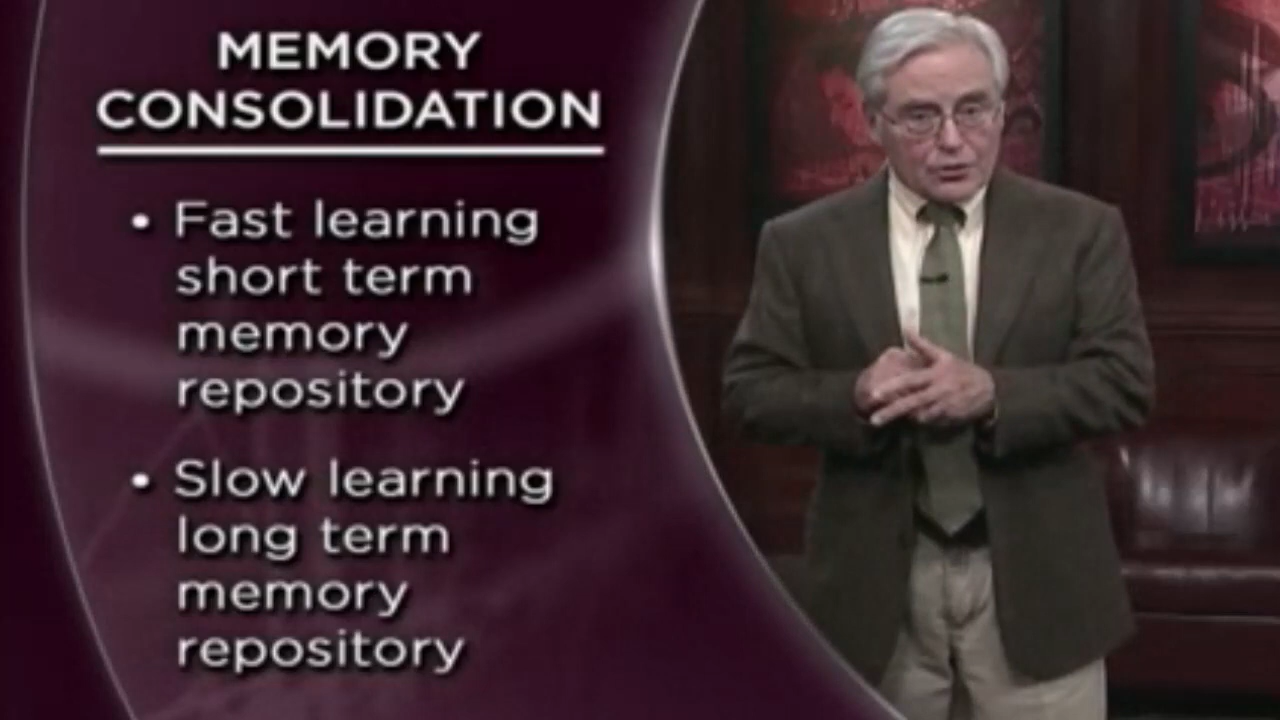 MEMORY
CONSOLIDATION
• Fast learning
short term
memory
repository
• Slow learning
long term
memory
repository